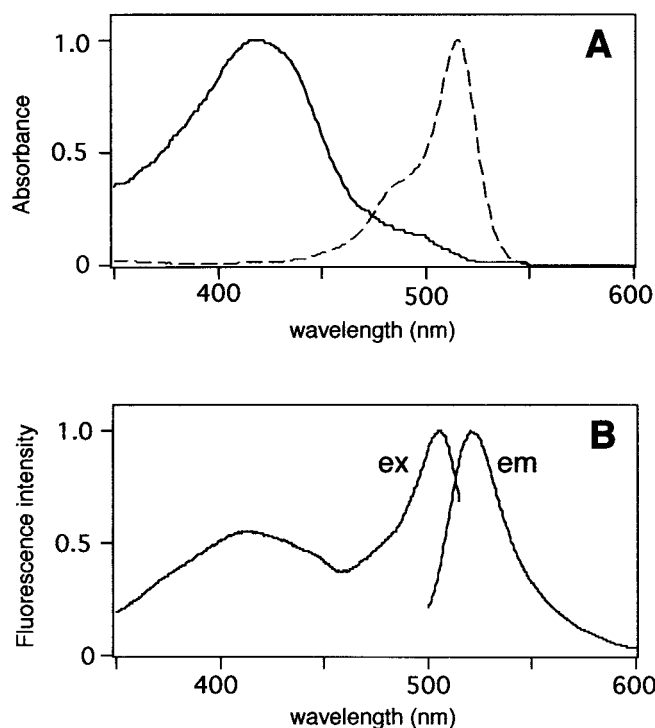 A
1.0
0.5
0
Absorbance
400
500
600
wavelength (nm)
B
1.0
ex
em
0.5
0
Fluorescence intensity
400
500
600
wavelength (nm)